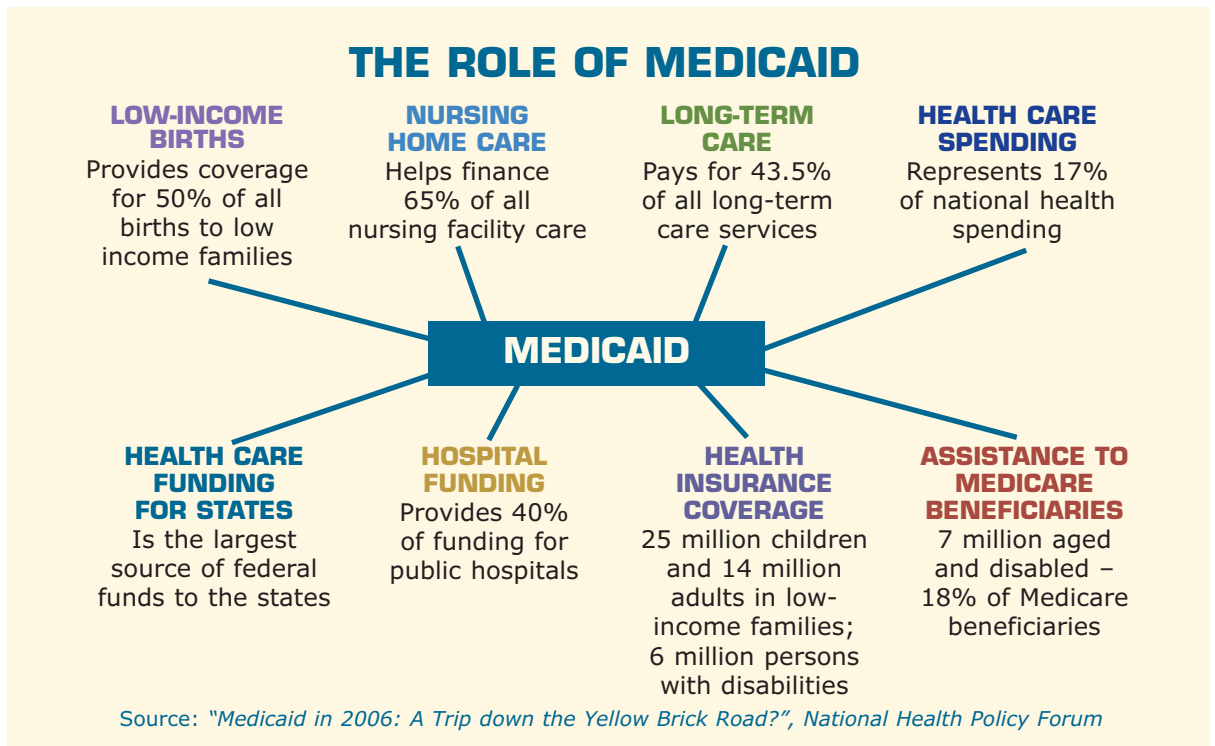 THE ROLE OF MEDICAID
LOW-INCOME
BIRTHS
Provides coverage
for 50% of all
births to low
income families
NURSING
HOME CARE
Helps finance
65% of all
nursing facility care
LONG-TERM
CARE
Pays for 43.5%
of all long-term
care services
HEALTH CARE
SPENDING
Represents 17%
of national health
spending
MEDICAID
HEALTH CARE
FUNDING
FOR STATES
Is the largest
source of federal
funds to the states
HOSPITAL
FUNDING
Provides 40%
of funding for
public hospitals
HEALTH
INSURANCE
COVERAGE
25 million children
and 14 million
adults in low-
income families;
6 million persons
with disabilities
ASSISTANCE TO
MEDICARE
BENEFICIARIES
7 million aged
and disabled –
18% of Medicare
beneficiaries
Source: “Medicaid in 2006: A Trip down the Yellow Brick Road?”, National Health Policy Forum